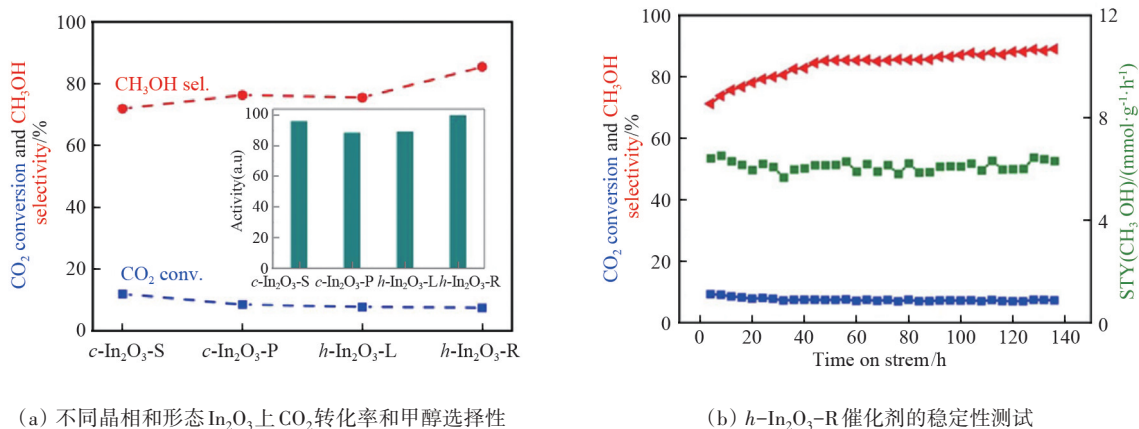 100
80
60
40
20
0
CO₂ conversion and CH₃OH
selectivity/%
CH₃OH sel.
CO₂ conv.
100
80
60
40
20
0
Activity(a.u)
c-In₂O₃-S c-In₂O₃-P h-In₂O₃-L h-In₂O₃-R
c-In₂O₃-S c-In₂O₃-P h-In₂O₃-L h-In₂O₃-R
(a) 不同晶相和形态In₂O₃上CO₂转化率和甲醇选择性
100
80
60
40
20
0
CO₂ conversion and CH₃OH
selectivity/%
12
8
4
0
STY(CH₃ OH)/(mmol·g⁻¹·h⁻¹)
0 20 40 60 80 100 120 140
Time on strem/h
(b) h-In₂O₃-R催化剂的稳定性测试